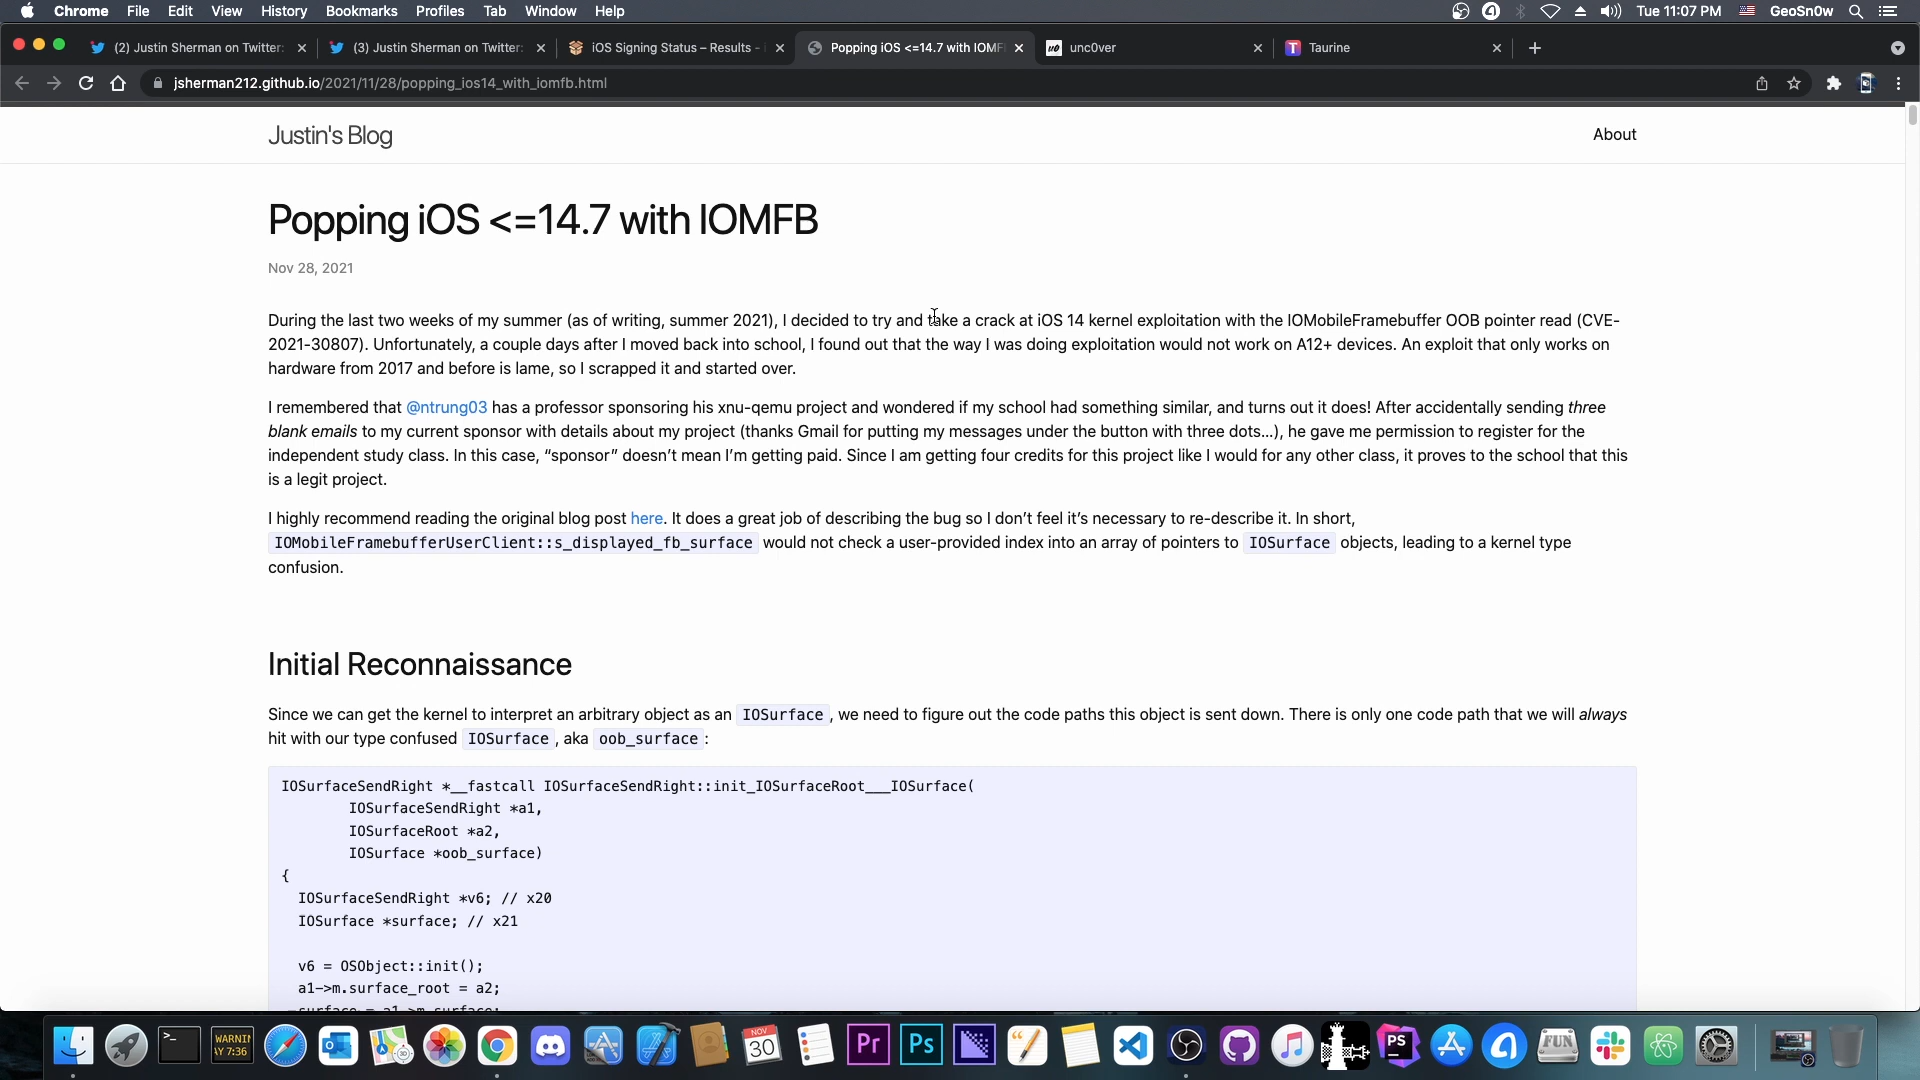 Chrome File Edit View History Bookmarks Profiles Tab Window Help Tue 11:07 PM GeoSn0w
(2) Justin Sherman on Twitter: (3) Justin Sherman on Twitter: iOS Signing Status – Results - Popping iOS <=14.7 with IOMF unc0ver Taurine
jsherman212.github.io/2021/11/28/popping_ios14_with_iomfb.html
Justin's Blog About
Popping iOS <=14.7 with IOMFB
Nov 28, 2021
During the last two weeks of my summer (as of writing, summer 2021), I decided to try and take a crack at iOS 14 kernel exploitation with the IOMobileFramebuffer OOB pointer read (CVE-
2021-30807). Unfortunately, a couple days after I moved back into school, I found out that the way I was doing exploitation would not work on A12+ devices. An exploit that only works on
hardware from 2017 and before is lame, so I scrapped it and started over.
I remembered that @ntrung03 has a professor sponsoring his xnu-qemu project and wondered if my school had something similar, and turns out it does! After accidentally sending three
blank emails to my current sponsor with details about my project (thanks Gmail for putting my messages under the button with three dots…), he gave me permission to register for the
independent study class. In this case, “sponsor” doesn’t mean I’m getting paid. Since I am getting four credits for this project like I would for any other class, it proves to the school that this
is a legit project.
I highly recommend reading the original blog post here. It does a great job of describing the bug so I don’t feel it’s necessary to re-describe it. In short,
IOMobileFramebufferUserClient::s_displayed_fb_surface would not check a user-provided index into an array of pointers to IOSurface objects, leading to a kernel type
confusion.
Initial Reconnaissance
Since we can get the kernel to interpret an arbitrary object as an IOSurface , we need to figure out the code paths this object is sent down. There is only one code path that we will always
hit with our type confused IOSurface , aka oob_surface :
IOSurfaceSendRight *__fastcall IOSurfaceSendRight::init_IOSurfaceRoot___IOSurface(
IOSurfaceSendRight *a1,
IOSurfaceRoot *a2,
IOSurface *oob_surface)
{
IOSurfaceSendRight *v6; // x20
IOSurface *surface; // x21
v6 = OSObject::init();
a1->m.surface_root = a2;
WARNIN
AY 7:36
NOV
30
Pr
Ps
PS
FUN